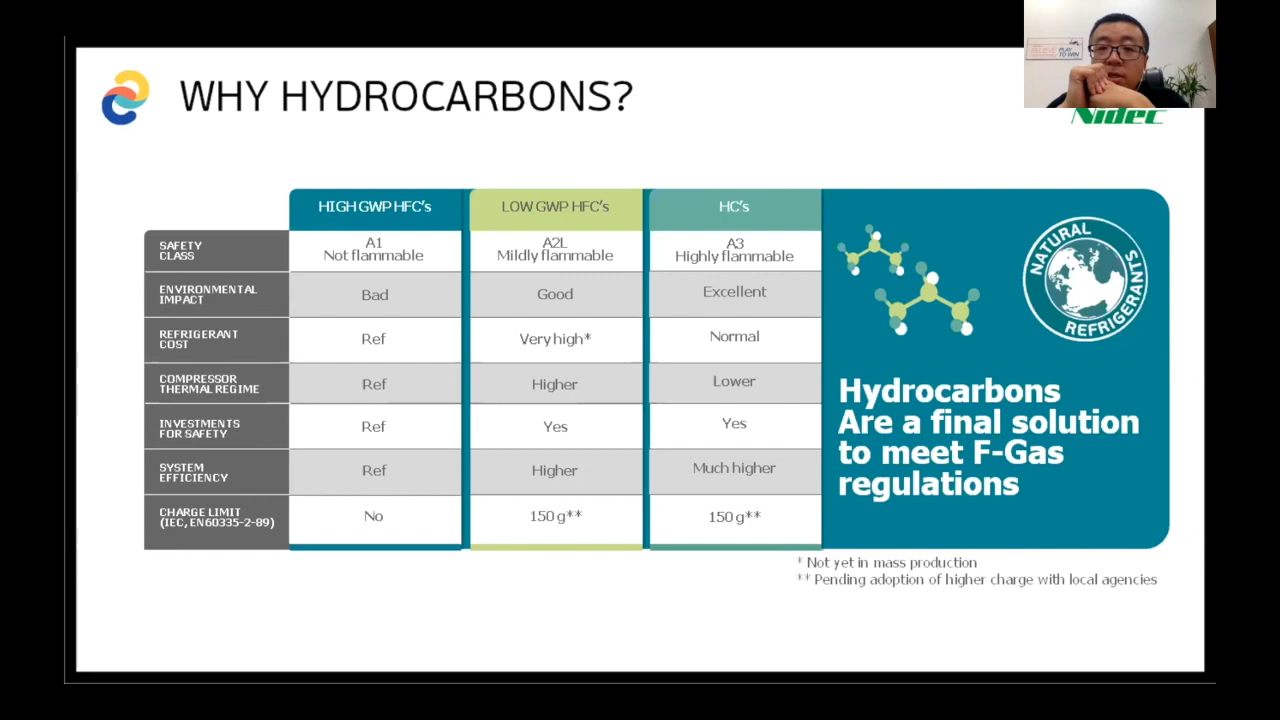 WHY HYDROCARBONS?
PLAY
TO WIN
Nidec
HIGH GWP HFC's
LOW GWP HFC's
HC's
SAFETY
CLASS
A1
Not flammable
A2L
Mildly flammable
A3
Highly flammable
ENVIRONMENTAL
IMPACT
Bad
Good
Excellent
REFRIGERANT
COST
Ref
Very high*
Normal
COMPRESSOR
THERMAL REGIME
Ref
Higher
Lower
INVESTMENTS
FOR SAFETY
Ref
Yes
Yes
SYSTEM
EFFICIENCY
Ref
Higher
Much higher
CHARGE LIMIT
(IEC, EN60335-2-89)
No
150 g**
150 g**
NATURAL
REFRIGERANTS
Hydrocarbons
Are a final solution
to meet F-Gas
regulations
* Not yet in mass production
** Pending adoption of higher charge with local agencies